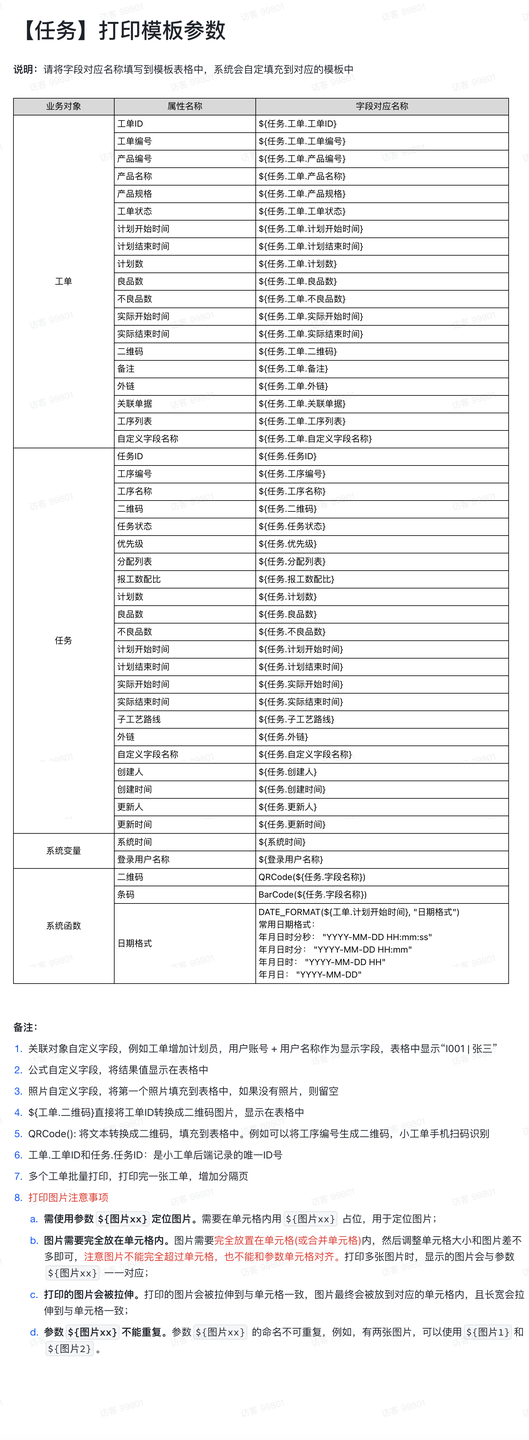 【任务】打印模板参数
说明：请将字段对应名称填写到模板表格中，系统会自定填充到对应的模板中
业务对象 属性名称 字段对应名称
工单
工单ID ${任务.工单.工单ID}
工单编号 ${任务.工单.工单编号}
产品编号 ${任务.工单.产品编号}
产品名称 ${任务.工单.产品名称}
产品规格 ${任务.工单.产品规格}
工单状态 ${任务.工单.工单状态}
计划开始时间 ${任务.工单.计划开始时间}
计划结束时间 ${任务.工单.计划结束时间}
计划数 ${任务.工单.计划数}
良品数 ${任务.工单.良品数}
不良品数 ${任务.工单.不良品数}
实际开始时间 ${任务.工单.实际开始时间}
实际结束时间 ${任务.工单.实际结束时间}
二维码 ${任务.工单.二维码}
备注 ${任务.工单.备注}
外链 ${任务.工单.外链}
关联单据 ${任务.工单.关联单据}
工序列表 ${任务.工单.工序列表}
自定义字段名称 ${任务.工单.自定义字段名称}
任务
任务ID ${任务.任务ID}
工序编号 ${任务.工序编号}
工序名称 ${任务.工序名称}
二维码 ${任务.二维码}
任务状态 ${任务.任务状态}
优先级 ${任务.优先级}
分配列表 ${任务.分配列表}
报工数配比 ${任务.报工数配比}
计划数 ${任务.计划数}
良品数 ${任务.良品数}
不良品数 ${任务.不良品数}
计划开始时间 ${任务.计划开始时间}
计划结束时间 ${任务.计划结束时间}
实际开始时间 ${任务.实际开始时间}
实际结束时间 ${任务.实际结束时间}
子工艺路线 ${任务.子工艺路线}
外链 ${任务.外链}
自定义字段名称 ${任务.自定义字段名称}
创建人 ${任务.创建人}
创建时间 ${任务.创建时间}
更新人 ${任务.更新人}
更新时间 ${任务.更新时间}
系统变量
系统时间 ${系统时间}
登录用户名称 ${登录用户名称}
系统函数
二维码 QRCode(${任务.字段名称})
条码 BarCode(${任务.字段名称})
日期格式
DATE_FORMAT(${工单.计划开始时间}, "日期格式")
常用日期格式：
年月日时分秒： "YYYY-MM-DD HH:mm:ss"
年月日时分： "YYYY-MM-DD HH:mm"
年月日时： "YYYY-MM-DD HH"
年月日： "YYYY-MM-DD"
备注：
1. 关联对象自定义字段，例如工单增加计划员，用户账号 + 用户名称作为显示字段，表格中显示“I001 | 张三”
2. 公式自定义字段，将结果值显示在表格中
3. 照片自定义字段，将第一个照片填充到表格中，如果没有照片，则留空
4. ${工单.二维码}直接将工单ID转换成二维码图片，显示在表格中
5. QRCode(): 将文本转换成二维码，填充到表格中。例如可以将工序编号生成二维码，小工单手机扫码识别
6. 工单.工单ID和任务.任务ID：是小工单后端记录的唯一ID号
7. 多个工单批量打印，打印完一张工单，增加分隔页
8. 打印图片注意事项
a. 需使用参数 ${图片xx} 定位图片。需要在单元格内用 ${图片xx} 占位，用于定位图片；
b. 图片需要完全放在单元格内。图片需要完全放置在单元格(或合并单元格)内，然后调整单元格大小和图片差不
多即可，注意图片不能完全超过单元格，也不能和参数单元格对齐。打印多张图片时，显示的图片会与参数
${图片xx} 一一对应；
c. 打印的图片会被拉伸。打印的图片会被拉伸到与单元格一致，图片最终会被放到对应的单元格内，且长宽会拉
伸到与单元格一致；
d. 参数 ${图片xx} 不能重复。参数 ${图片xx} 的命名不可重复，例如，有两张图片，可以使用 ${图片1} 和
${图片2} 。
访客 99801